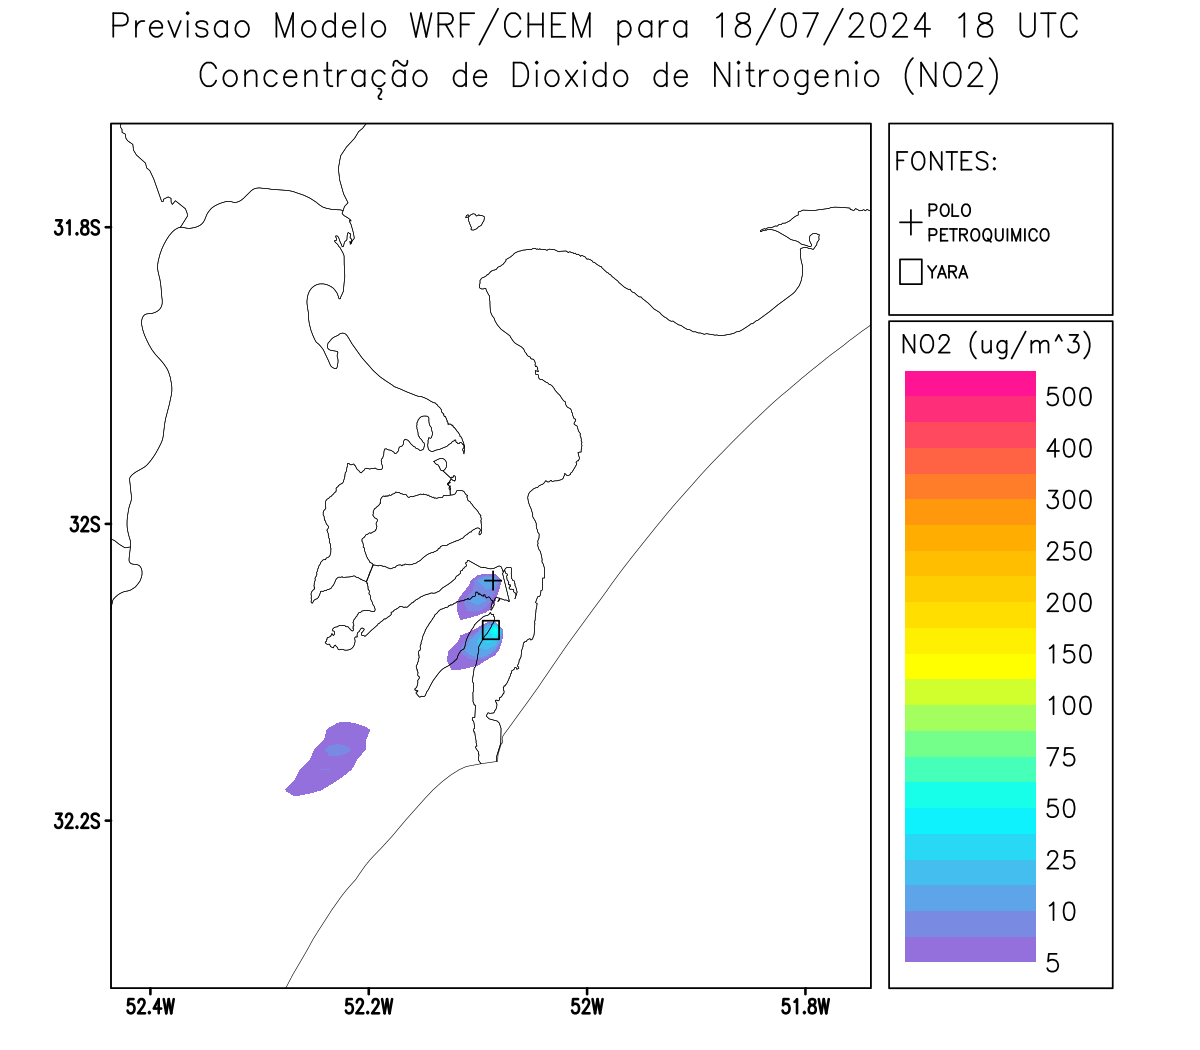 Previsao Modelo WRF/CHEM para 18/07/2024 18 UTC
Concentração de Dioxido de Nitrogenio (NO2)
FONTES:
POLO
PETROQUIMICO
YARA
NO2 (ug/m^3)
500
400
300
250
200
150
100
75
50
25
10
5
31.8S
32S
32.2S
52.4W
52.2W
52W
51.8W